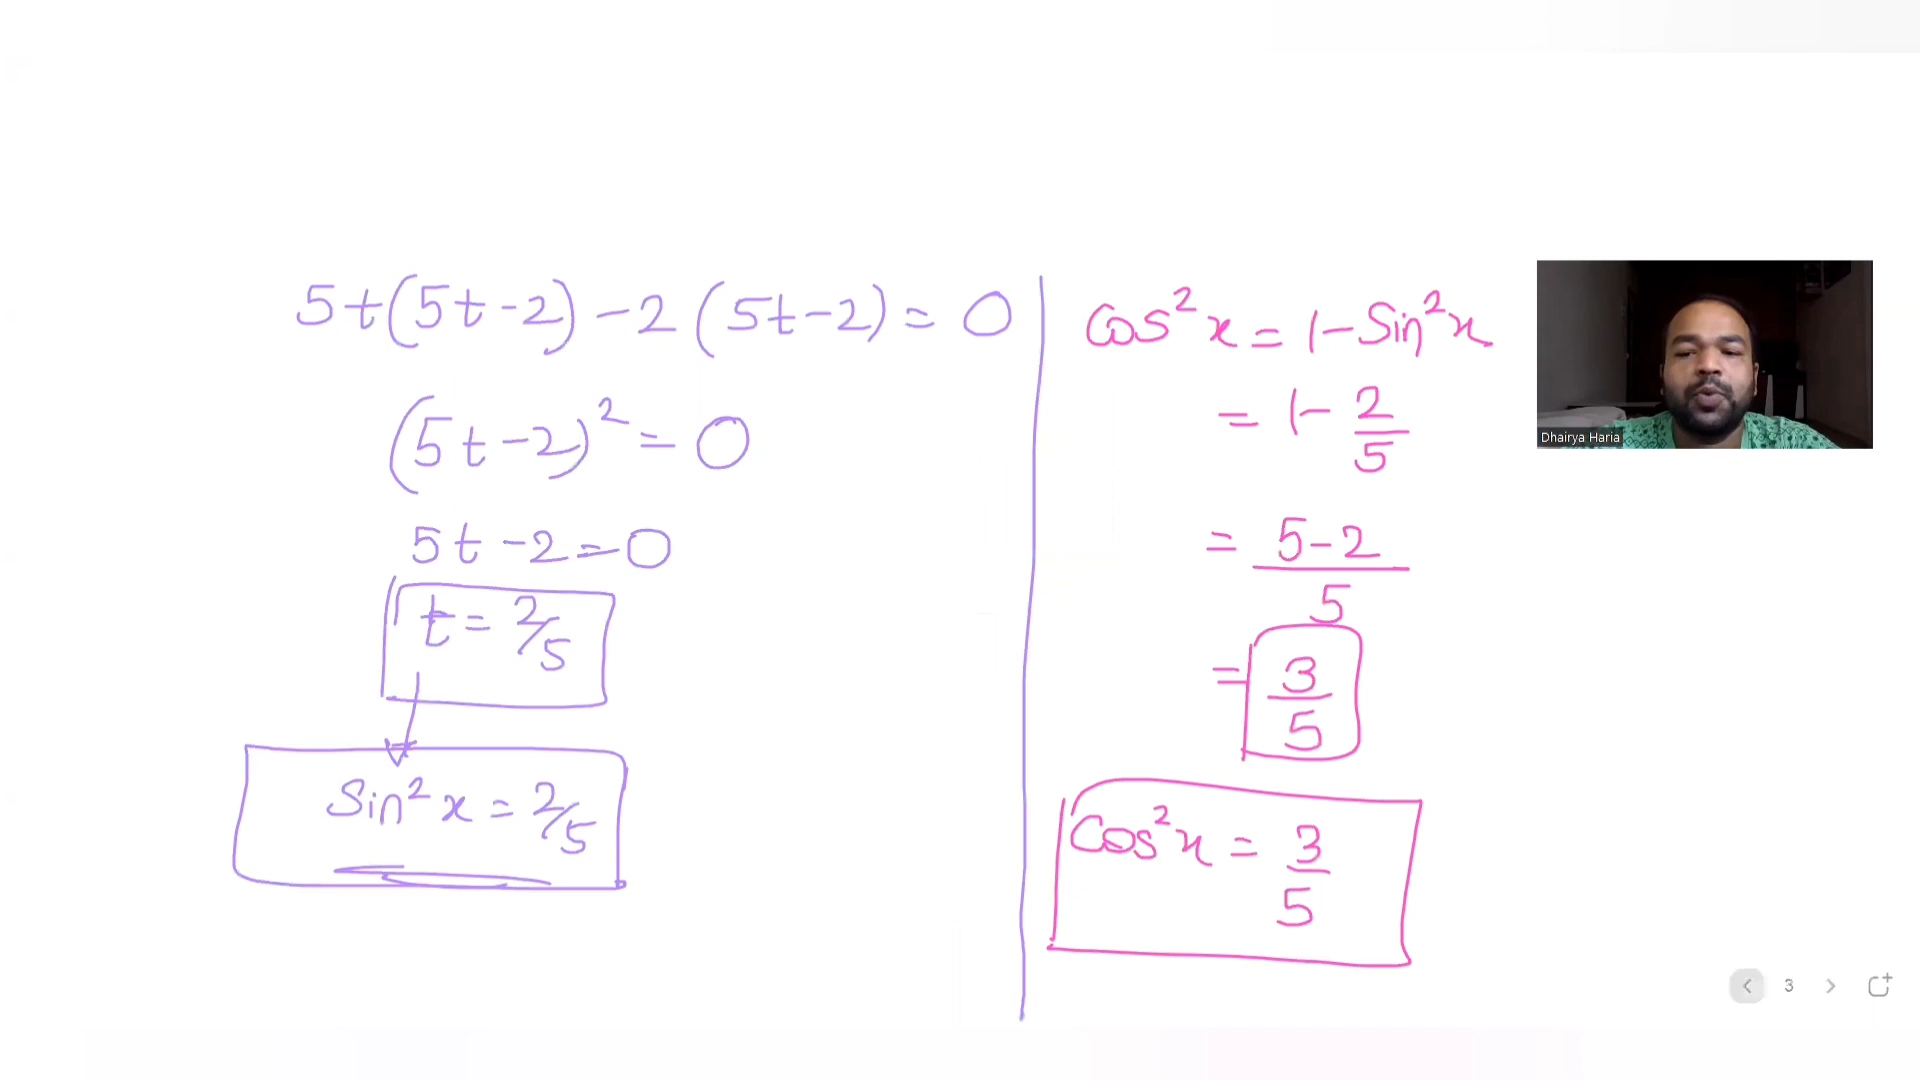 5t(5t-2)-2(5t-2)=0
(5t-2)²=0
5t-2=0
t=2/5
Sin²x=2/5
Cos²x=1-Sin²x
=1-2/5
=5-2/5
=3/5
Cos²x=3/5
Dhairya Haria
3